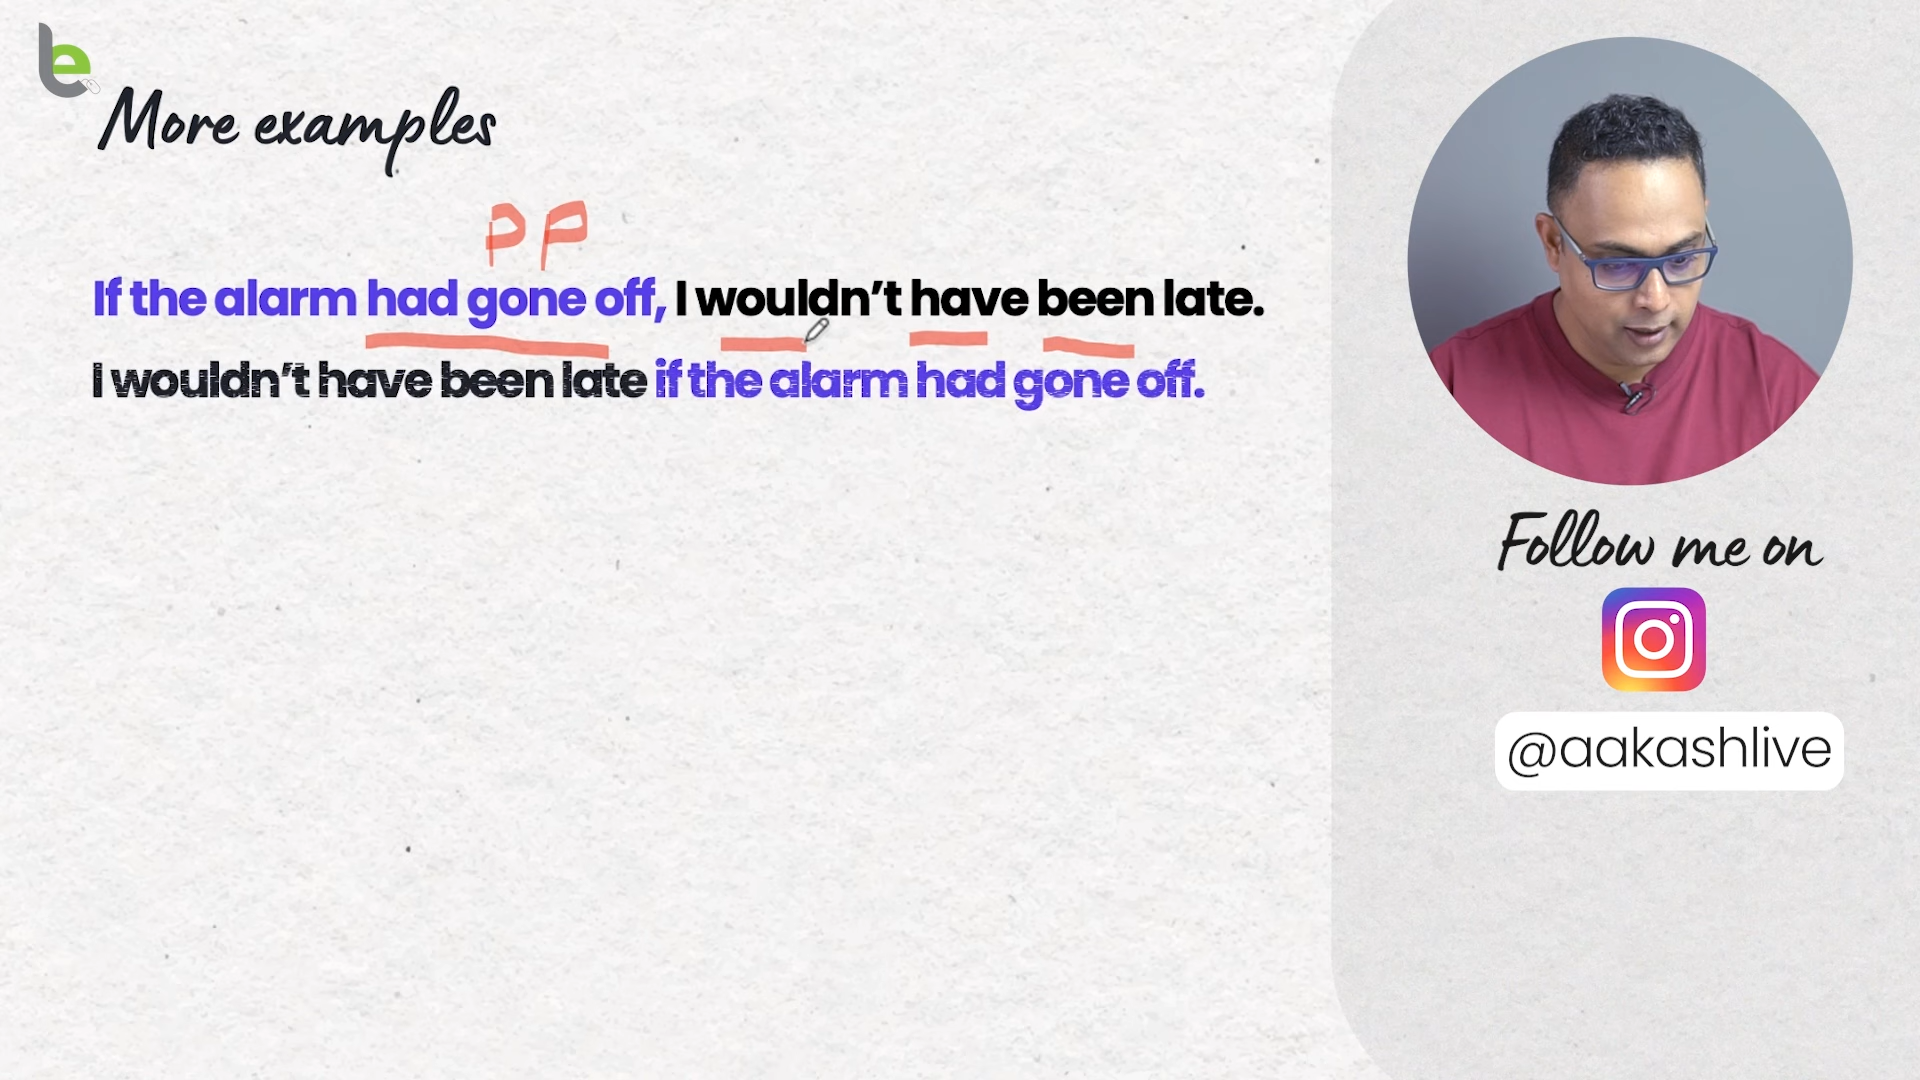 be
More examples
PP
If the alarm had gone off, I wouldn't have been late.
I wouldn't have been late if the alarm had gone off.
Follow me on
@aakashlive